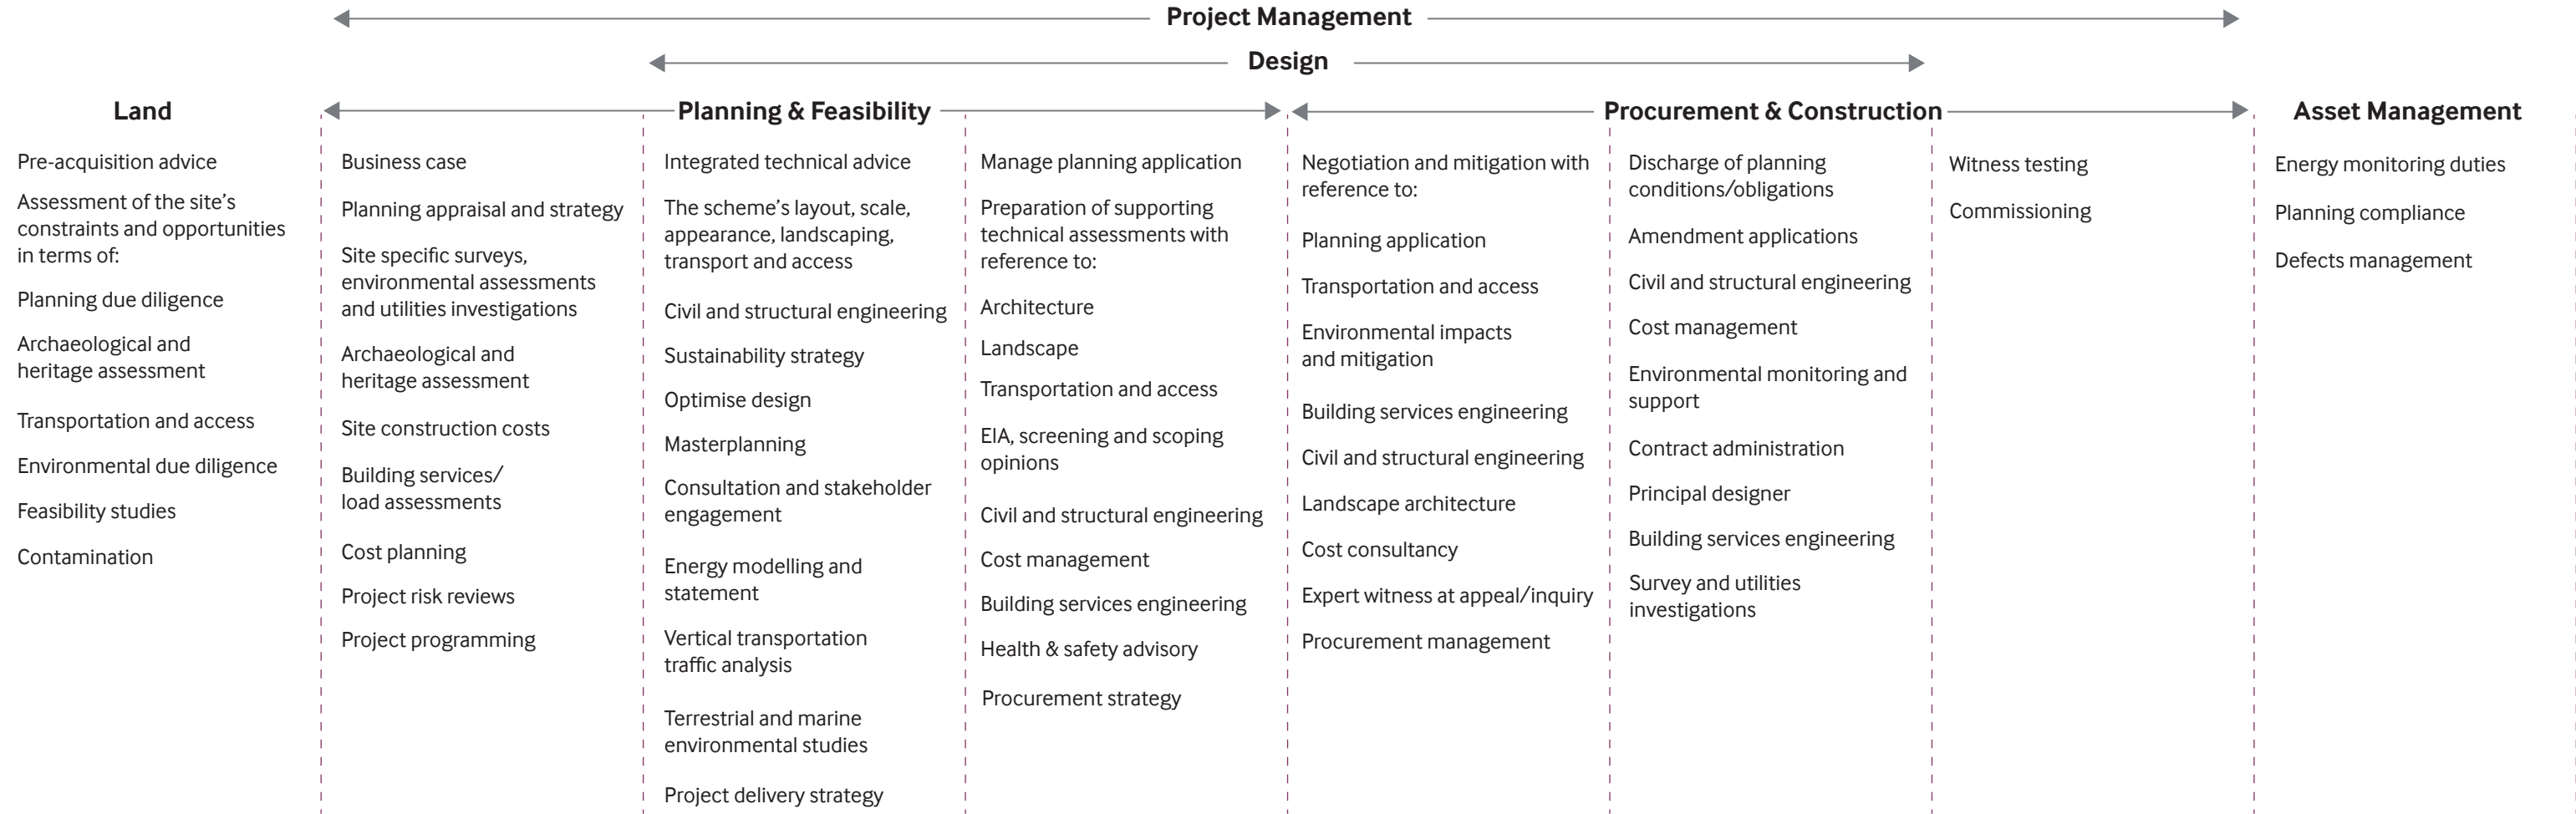 Project Management
Design
Land
Planning & Feasibility
Procurement & Construction
Asset Management
Pre-acquisition advice
Assessment of the site's
constraints and opportunities
in terms of:
Planning due diligence
Archaeological and
heritage assessment
Transportation and access
Environmental due diligence
Feasibility studies
Contamination
Business case
Planning appraisal and strategy
Site specific surveys,
environmental assessments
and utilities investigations
Archaeological and
heritage assessment
Site construction costs
Building services/
load assessments
Cost planning
Project risk reviews
Project programming
Integrated technical advice
The scheme's layout, scale,
appearance, landscaping,
transport and access
Civil and structural engineering
Sustainability strategy
Optimise design
Masterplanning
Consultation and stakeholder
engagement
Energy modelling and
statement
Vertical transportation
traffic analysis
Terrestrial and marine
environmental studies
Project delivery strategy
Manage planning application
Preparation of supporting
technical assessments with
reference to:
Architecture
Landscape
Transportation and access
EIA, screening and scoping
opinions
Civil and structural engineering
Cost management
Building services engineering
Health & safety advisory
Procurement strategy
Negotiation and mitigation with
reference to:
Planning application
Transportation and access
Environmental impacts
and mitigation
Building services engineering
Civil and structural engineering
Landscape architecture
Cost consultancy
Expert witness at appeal/inquiry
Procurement management
Discharge of planning
conditions/obligations
Amendment applications
Civil and structural engineering
Cost management
Environmental monitoring and
support
Contract administration
Principal designer
Building services engineering
Survey and utilities
investigations
Witness testing
Commissioning
Energy monitoring duties
Planning compliance
Defects management